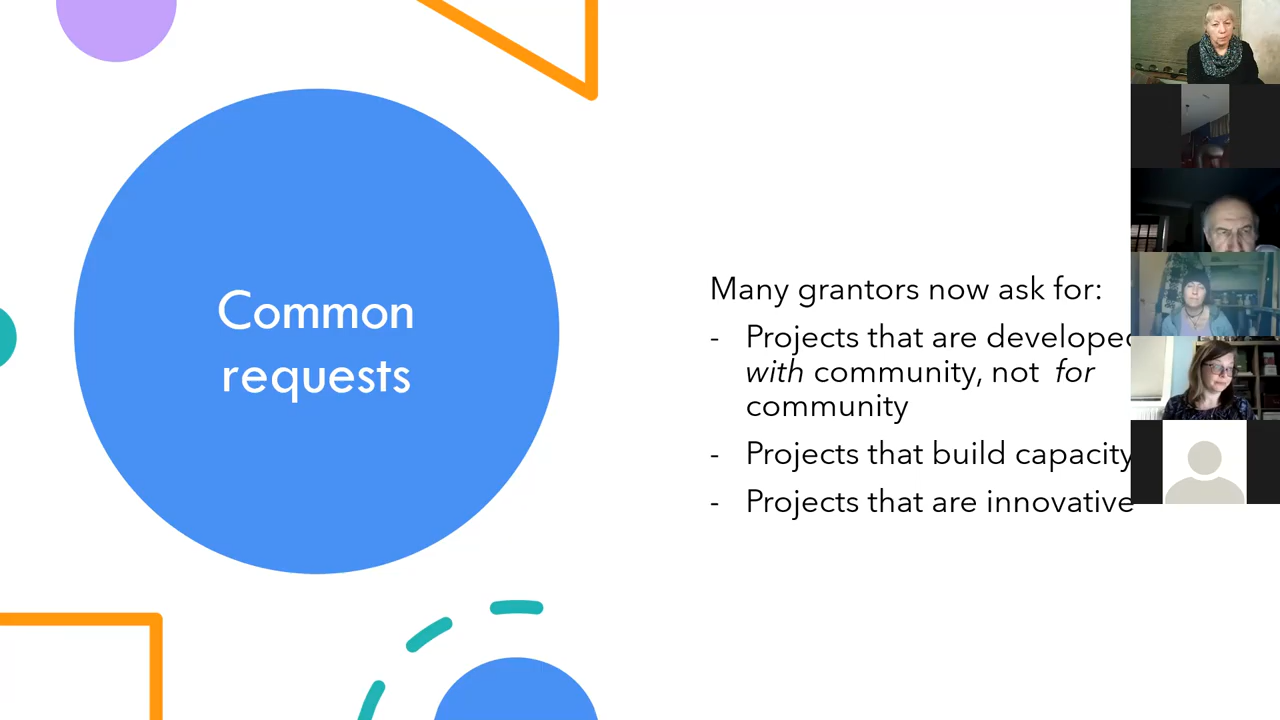 Common
requests
Many grantors now ask for:
- Projects that are developed
with community, not for
community
- Projects that build capacity
- Projects that are innovative